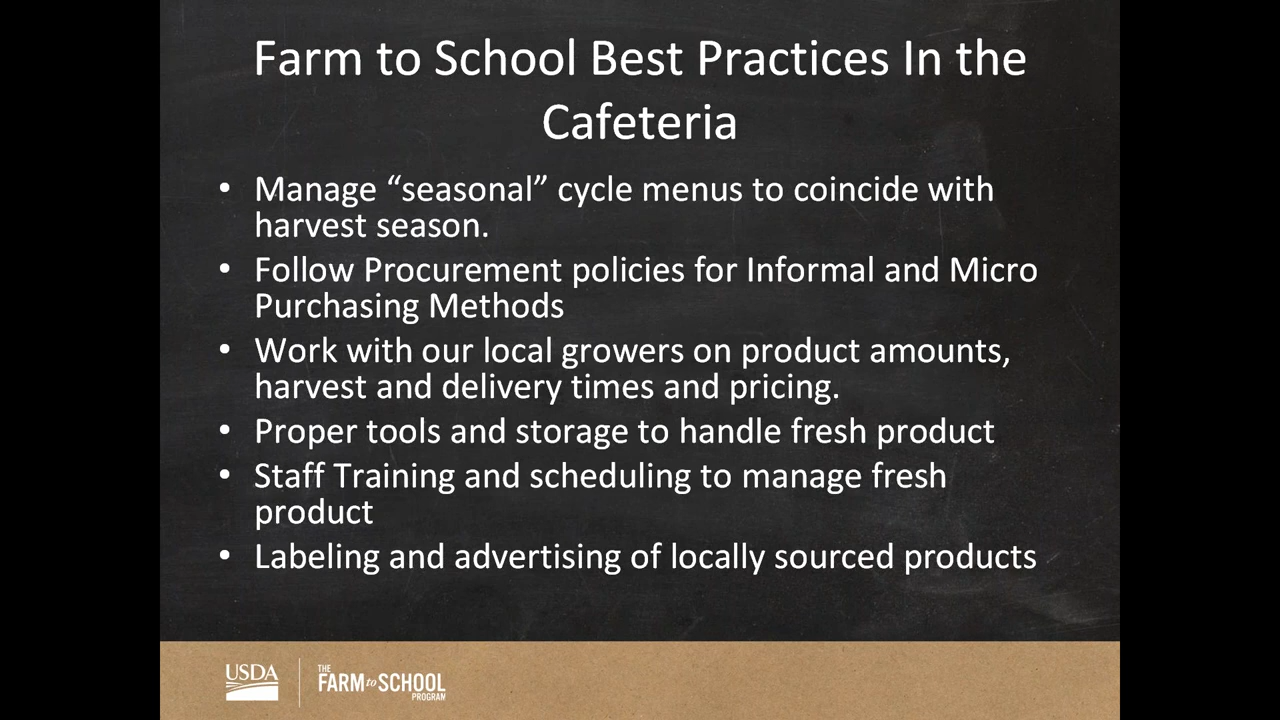 Farm to School Best Practices In the
Cafeteria
• Manage “seasonal” cycle menus to coincide with
harvest season.
• Follow Procurement policies for Informal and Micro
Purchasing Methods
• Work with our local growers on product amounts,
harvest and delivery times and pricing.
• Proper tools and storage to handle fresh product
• Staff Training and scheduling to manage fresh
product
• Labeling and advertising of locally sourced products
USDA
THE
FARM to SCHOOL
PROGRAM